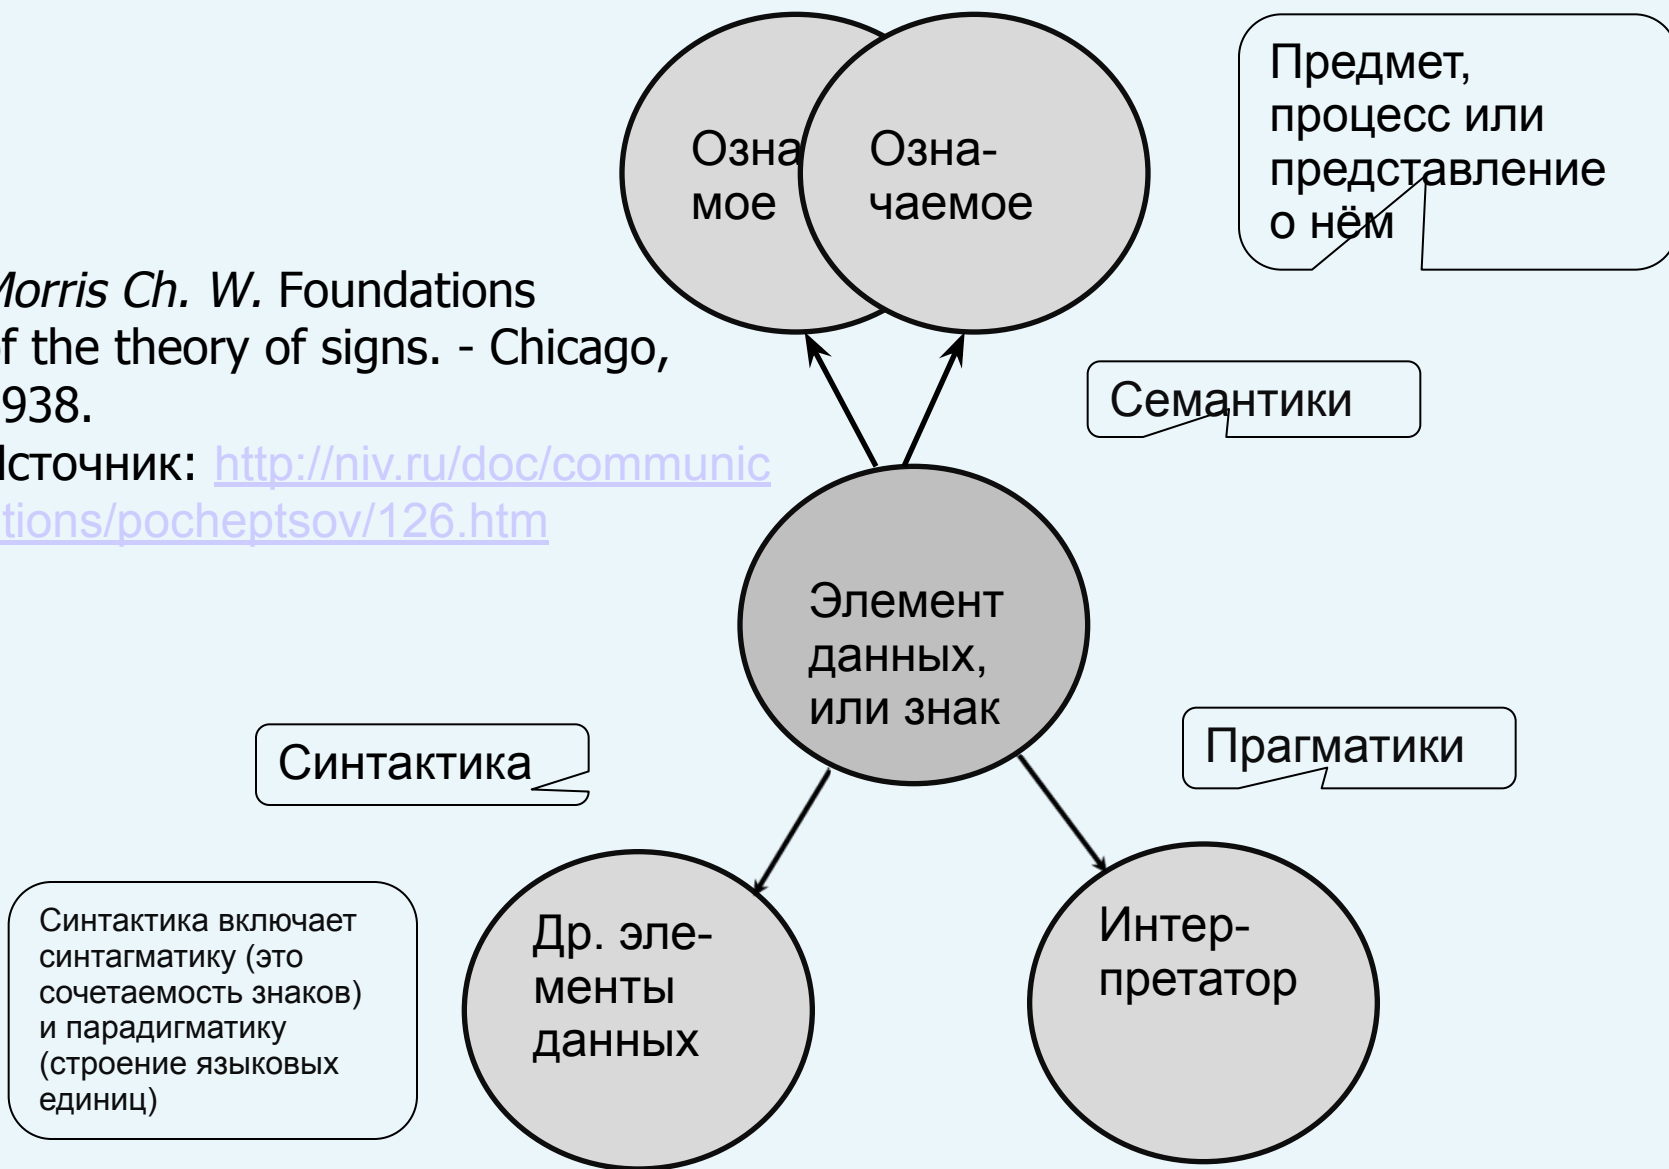 Озна
мое
Озна-
чаемое
Предмет,
процесс или
представление
о нём
Morris Ch. W. Foundations
f the theory of signs. - Chicago,
938.
Источник: http://niv.ru/doc/communic
tions/pocheptsov/126.htm
Семантики
Элемент
данных,
или знак
Синтактика
Прагматики
Синтактика включает
синтагматику (это
сочетаемость знаков)
и парадигматику
(строение языковых
единиц)
Др. эле-
менты
данных
Интер-
претатор